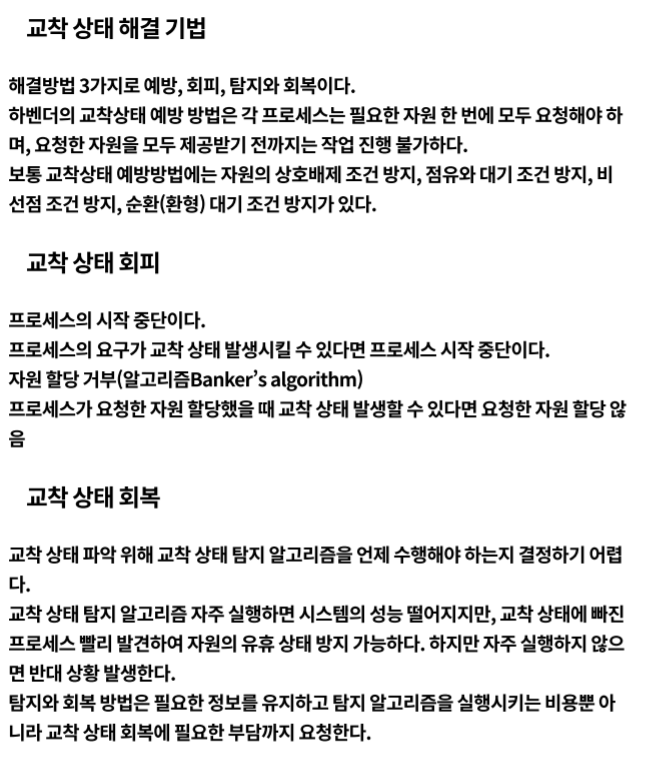 교착 상태 해결 기법
해결방법 3가지로 예방, 회피, 탐지와 회복이다.
하벤더의 교착상태 예방 방법은 각 프로세스는 필요한 자원 한 번에 모두 요청해야 하
며, 요청한 자원을 모두 제공받기 전까지는 작업 진행 불가하다.
보통 교착상태 예방방법에는 자원의 상호배제 조건 방지, 점유와 대기 조건 방지, 비
선점 조건 방지, 순환(환형) 대기 조건 방지가 있다.
교착 상태 회피
프로세스의 시작 중단이다.
프로세스의 요구가 교착 상태 발생시킬 수 있다면 프로세스 시작 중단이다.
자원 할당 거부(알고리즘Banker’s algorithm)
프로세스가 요청한 자원 할당했을 때 교착 상태 발생할 수 있다면 요청한 자원 할당 않
음
교착 상태 회복
교착 상태 파악 위해 교착 상태 탐지 알고리즘을 언제 수행해야 하는지 결정하기 어렵
다.
교착 상태 탐지 알고리즘 자주 실행하면 시스템의 성능 떨어지지만, 교착 상태에 빠진
프로세스 빨리 발견하여 자원의 유휴 상태 방지 가능하다. 하지만 자주 실행하지 않으
면 반대 상황 발생한다.
탐지와 회복 방법은 필요한 정보를 유지하고 탐지 알고리즘을 실행시키는 비용뿐 아
니라 교착 상태 회복에 필요한 부담까지 요청한다.